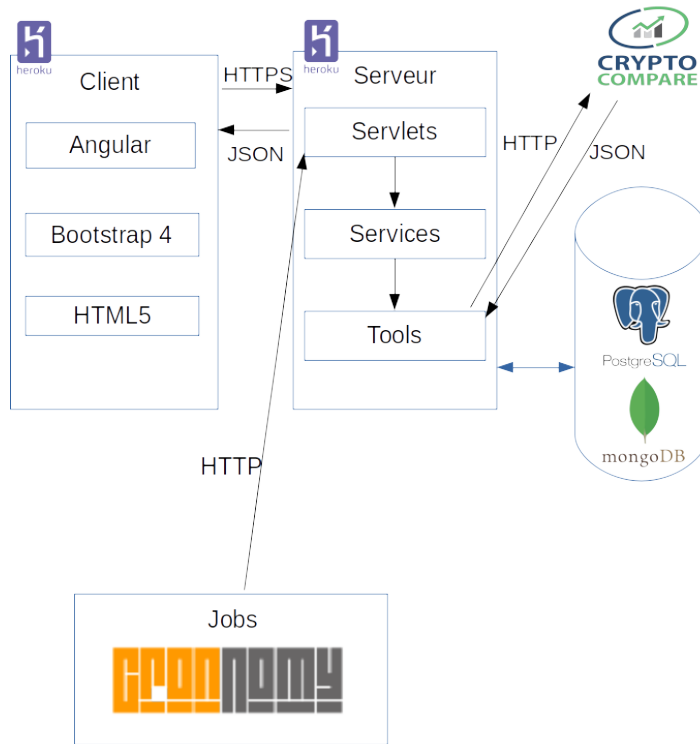 heroku
Client
Angular
Bootstrap 4
HTML5
HTTPS
JSON
heroku
Serveur
Servlets
Services
Tools
HTTP
JSON
CRYPTO
COMPARE
PostgreSQL
mongoDB
HTTP
Jobs
cronnomy